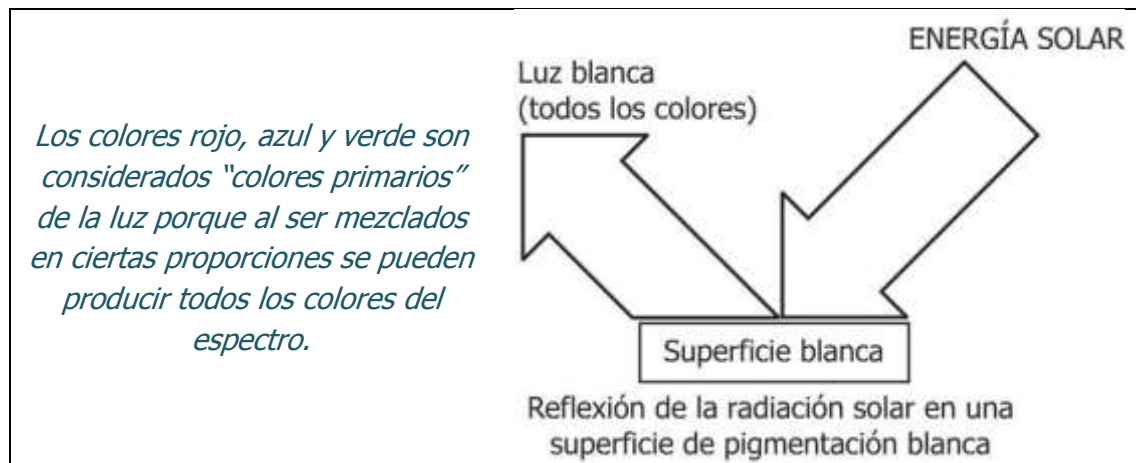 Los colores rojo, azul y verde son
considerados "colores primarios"
de la luz porque al ser mezclados
en ciertas proporciones se pueden
producir todos los colores del
espectro.
ENERGÍA SOLAR
Luz blanca
(todos los colores)
Superficie blanca
Reflexión de la radiación solar en una
superficie de pigmentación blanca